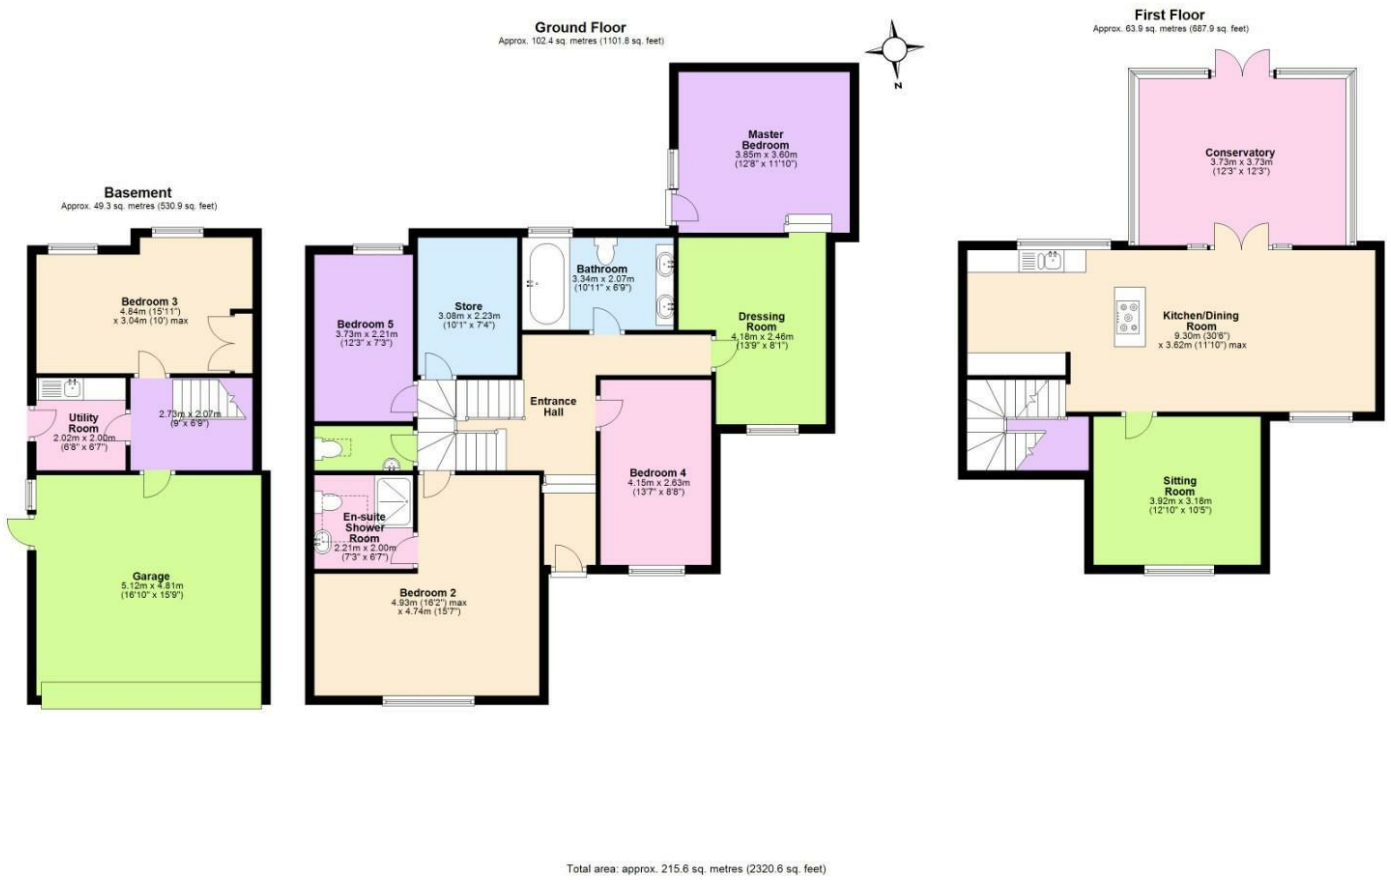 Basement
Approx. 49.3 sq. metres (530.9 sq. feet)
Bedroom 3
4.84m (15'11")
x 3.04m (10') max
Utility
Room
2.02m x 2.00m
(6'8" x 6'7")
2.73m x 2.07m
(9' x 6'9")
Garage
5.12m x 4.81m
(16'10" x 15'9")
Ground Floor
Approx. 102.4 sq. metres (1101.8 sq. feet)
N
Master
Bedroom
3.85m x 3.60m
(12'8" x 11'10")
Bathroom
3.34m x 2.07m
(10'11" x 6'9")
Store
3.08m x 2.23m
(10'1" x 7'4")
Bedroom 5
3.73m x 2.21m
(12'3" x 7'3")
Dressing
Room
4.18m x 2.46m
(13'9" x 8'1")
Entrance
Hall
Bedroom 4
4.15m x 2.63m
(13'7" x 8'8")
En-suite
Shower
Room
2.21m x 2.00m
(7'3" x 6'7")
Bedroom 2
4.93m (16'2") max
x 4.74m (15'7")
First Floor
Approx. 63.9 sq. metres (687.9 sq. feet)
Conservatory
3.73m x 3.73m
(12'3" x 12'3")
Kitchen/Dining
Room
9.30m (30'6")
x 3.62m (11'10") max
Sitting
Room
3.92m x 3.18m
(12'10" x 10'5")
Total area: approx. 215.6 sq. metres (2320.6 sq. feet)